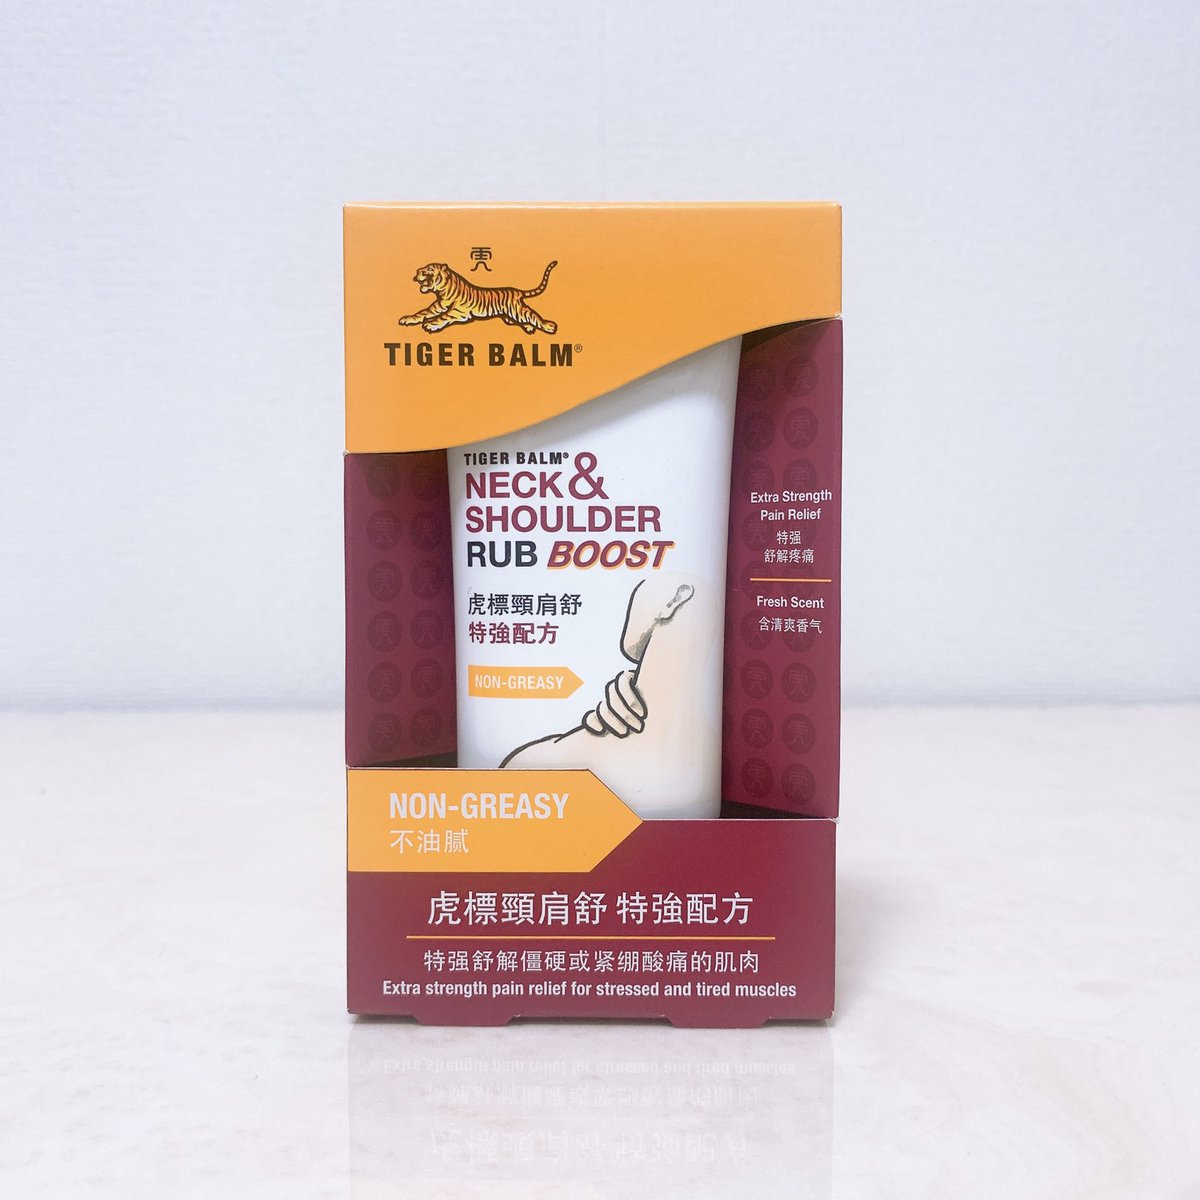 TIGER BALM®
TIGER BALM®
NECK &
SHOULDER
RUB BOOST
虎標頸肩舒
特強配方
NON-GREASY
Extra Strength
Pain Relief
特强
舒解疼痛
Fresh Scent
含清爽香气
NON-GREASY
不油腻
虎標頸肩舒 特強配方
特强舒解僵硬或紧绷酸痛的肌肉
Extra strength pain relief for stressed and tired muscles